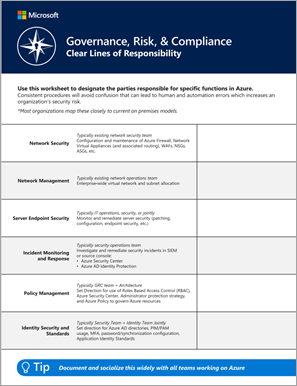 Microsoft
Governance, Risk, & Compliance
Clear Lines of Responsibility
Use this worksheet to designate the parties responsible for specific functions in Azure.
Consistent procedures will avoid confusion that can lead to human and automation errors which increases an
organization's security risk.
*Most organizations map these closely to current on premises models.
Network Security
Typically existing network security team
Configuration and maintenance of Azure Firewall, Network
Virtual Appliances (and associated routing), WAFs, NSGs,
ASGs, etc.
Network Management
Typically existing network operations team
Enterprise-wide virtual network and subnet allocation
Server Endpoint Security
Typically IT operations, security, or jointly
Monitor and remediate server security (patching,
configuration, endpoint security, etc.)
Incident Monitoring
and Response
Typically security operations team
Investigate and remediate security incidents in SIEM
or source console:
• Azure Security Center
• Azure AD Identity Protection
Policy Management
Typically GRC team + Architecture
Set Direction for use of Roles Based Access Control (RBAC),
Azure Security Center, Administrator protection strategy,
and Azure Policy to govern Azure resources
Identity Security and
Standards
Typically Security Team + Identity Team Jointly
Set direction for Azure AD directories, PIM/PAM
usage, MFA, password/synchronization configuration,
Application Identity Standards
Tip
Document and socialize this widely with all teams working on Azure